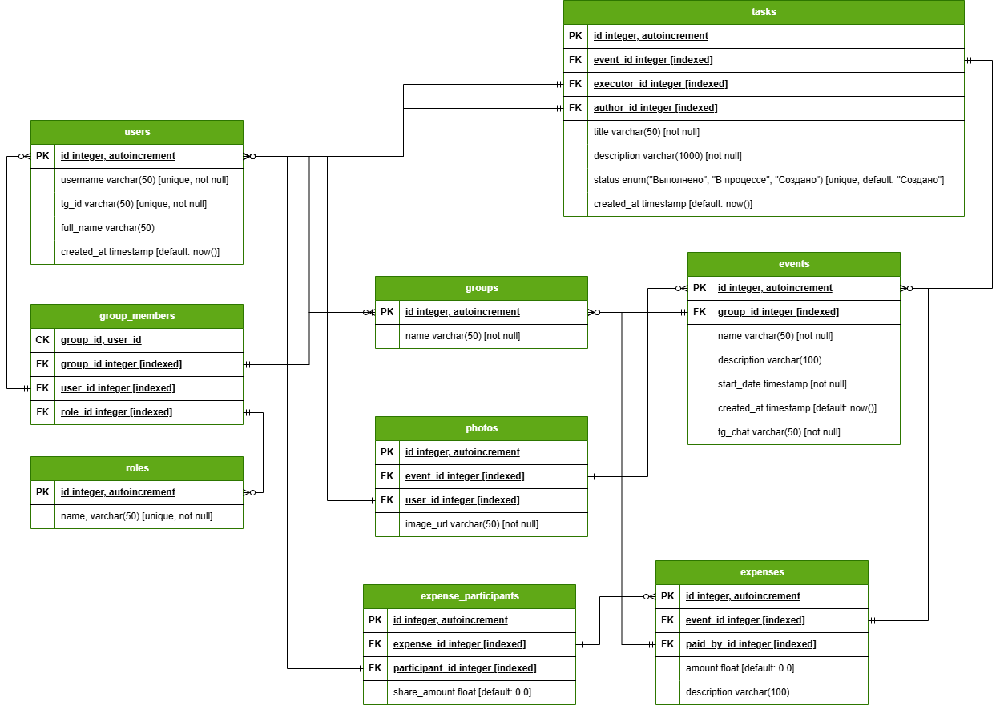 tasks
PK id integer, autoincrement
FK event_id integer [indexed]
FK executor_id integer [indexed]
FK author_id integer [indexed]
title varchar(50) [not null]
description varchar(1000) [not null]
status enum("Выполнено", "В процессе", "Создано") [unique, default: "Создано"]
created_at timestamp [default: now()]
users
PK id integer, autoincrement
username varchar(50) [unique, not null]
tg_id varchar(50) [unique, not null]
full_name varchar(50)
created_at timestamp [default: now()]
group_members
CK group_id, user_id
FK group_id integer [indexed]
FK user_id integer [indexed]
FK role_id integer [indexed]
roles
PK id integer, autoincrement
name, varchar(50) [unique, not null]
groups
PK id integer, autoincrement
name varchar(50) [not null]
events
PK id integer, autoincrement
FK group_id integer [indexed]
name varchar(50) [not null]
description varchar(100)
start_date timestamp [not null]
created_at timestamp [default: now()]
tg_chat varchar(50) [not null]
photos
PK id integer, autoincrement
FK event_id integer [indexed]
FK user_id integer [indexed]
image_url varchar(50) [not null]
expense_participants
PK id integer, autoincrement
FK expense_id integer [indexed]
FK participant_id integer [indexed]
share_amount float [default: 0.0]
expenses
PK id integer, autoincrement
FK event_id integer [indexed]
FK paid_by_id integer [indexed]
amount float [default: 0.0]
description varchar(100)